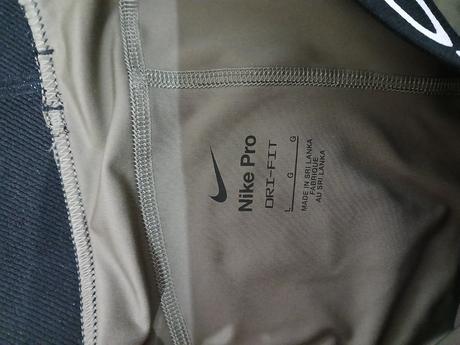 Nike Pro
DRI-FIT
L G G
MADE IN SRI LANKA
FABRIQUÉ
AU SRI LANKA